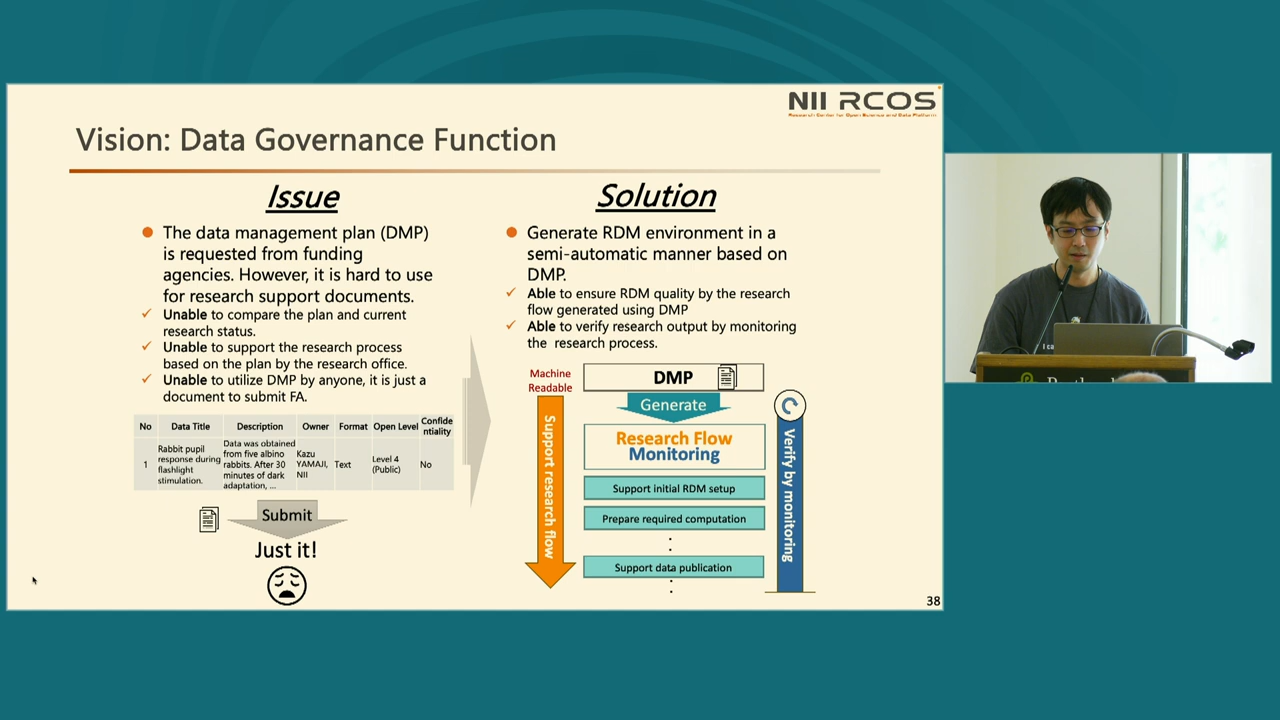 NII RCOS
Research Center for Open Science and Data Platform
Vision: Data Governance Function
Issue
The data management plan (DMP)
is requested from funding
agencies. However, it is hard to use
for research support documents.
Unable to compare the plan and current
research status.
Unable to support the research process
based on the plan by the research office.
Unable to utilize DMP by anyone, it is just a
document to submit FA.
No Data Title Description Owner Format Open Level Confide
ntiality
1 Rabbit pupil response during flashlight stimulation. Data was obtained from five albino rabbits. After 30 minutes of dark adaptation, ... Kazu YAMAJI, NII Text Level 4 (Public) No
Submit
Just it!
Solution
Generate RDM environment in a
semi-automatic manner based on
DMP.
Able to ensure RDM quality by the research
flow generated using DMP
Able to verify research output by monitoring
the research process.
Machine
Readable
DMP
Generate
Support research flow
Research Flow
Monitoring
Support initial RDM setup
Prepare required computation
:
Support data publication
:
Verify by monitoring
38
I ca